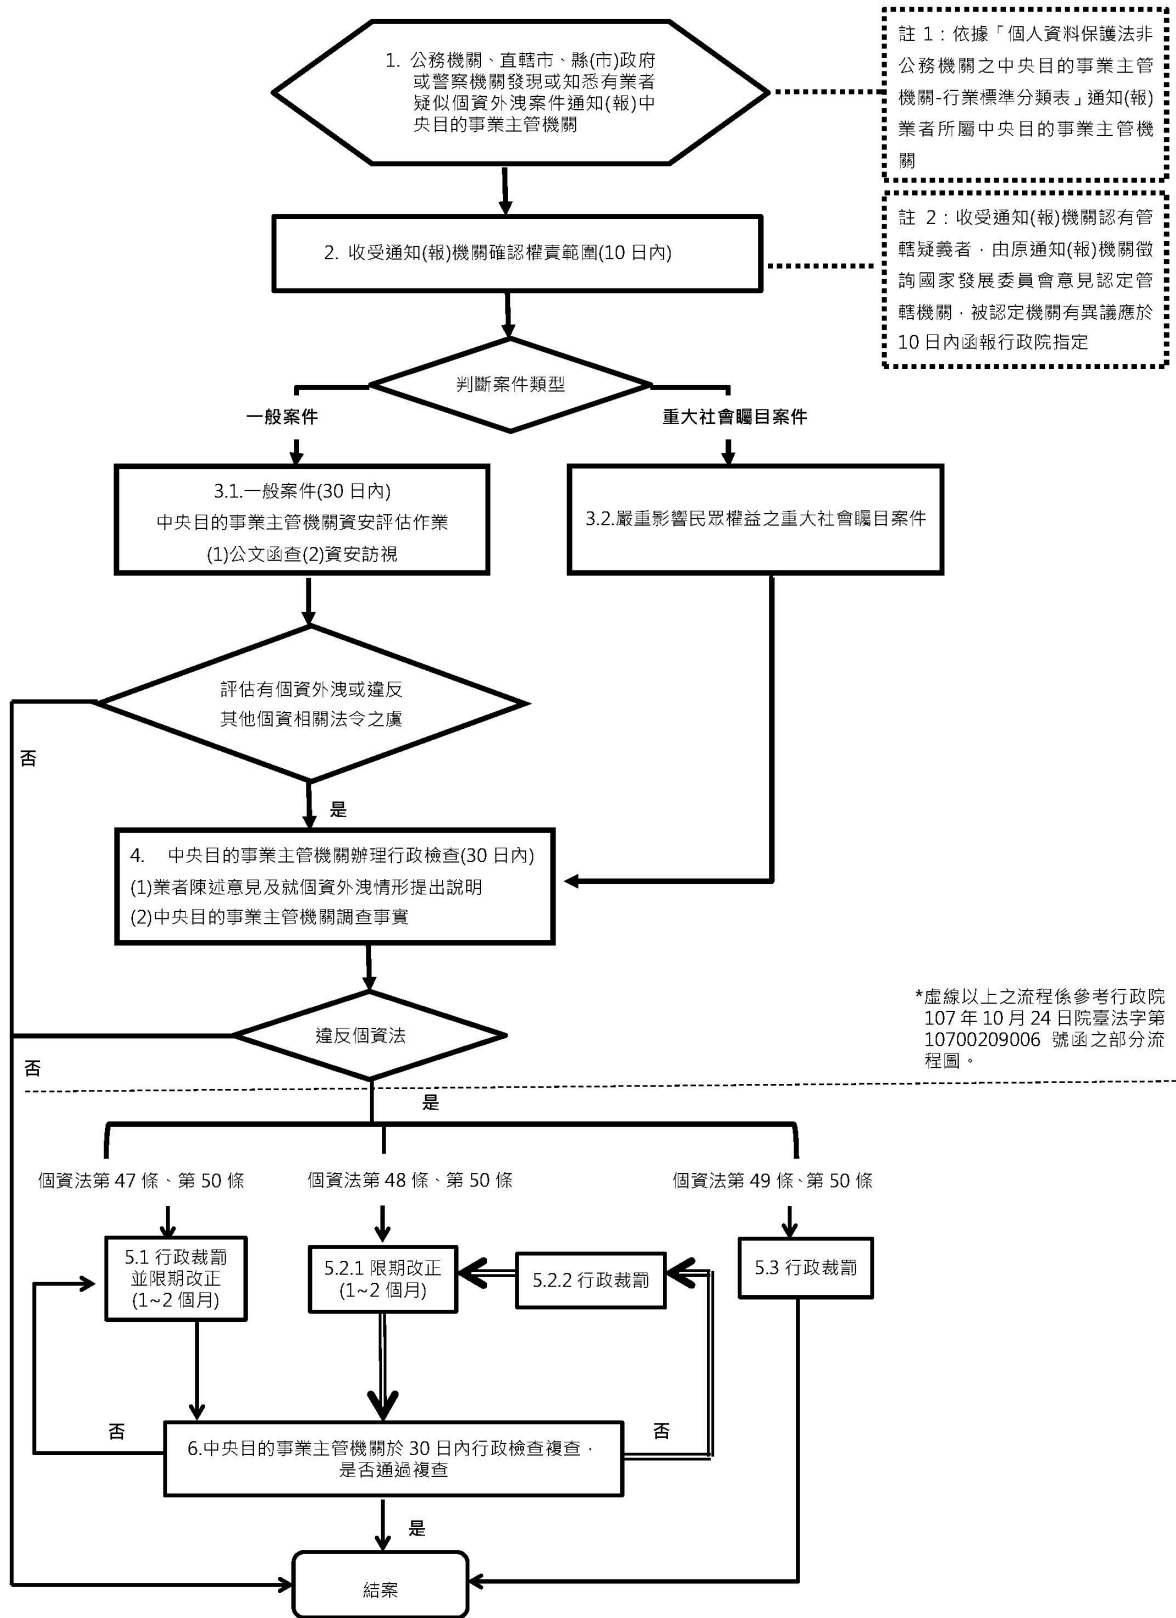 1. 公務機關、直轄市、縣(市)政府
或警察機關發現或知悉有業者
疑似個資外洩案件通知(報)中
央目的事業主管機關
註 1：依據「個人資料保護法非
公務機關之中央目的事業主管
機關-行業標準分類表」通知(報)
業者所屬中央目的事業主管機
關
2. 收受通知(報)機關確認權責範圍(10 日內)
註 2：收受通知(報)機關認有管
轄疑義者，由原通知(報)機關徵
詢國家發展委員會意見認定管
轄機關，被認定機關有異議應於
10 日內函報行政院指定
判斷案件類型
一般案件
重大社會矚目案件
3.1.一般案件(30 日內)
中央目的事業主管機關資安評估作業
(1)公文函查(2)資安訪視
3.2.嚴重影響民眾權益之重大社會矚目案件
評估有個資外洩或違反
其他個資相關法令之虞
否
是
4. 中央目的事業主管機關辦理行政檢查(30 日內)
(1)業者陳述意見及就個資外洩情形提出說明
(2)中央目的事業主管機關調查事實
違反個資法
*虛線以上之流程係參考行政院
107 年 10 月 24 日院臺法字第
10700209006 號函之部分流
程圖。
否
是
個資法第 47 條、第 50 條
個資法第 48 條、第 50 條
個資法第 49 條、第 50 條
5.1 行政裁罰
並限期改正
(1~2 個月)
5.2.1 限期改正
(1~2 個月)
5.2.2 行政裁罰
5.3 行政裁罰
否
否
6.中央目的事業主管機關於 30 日內行政檢查複查，
是否通過複查
是
結案